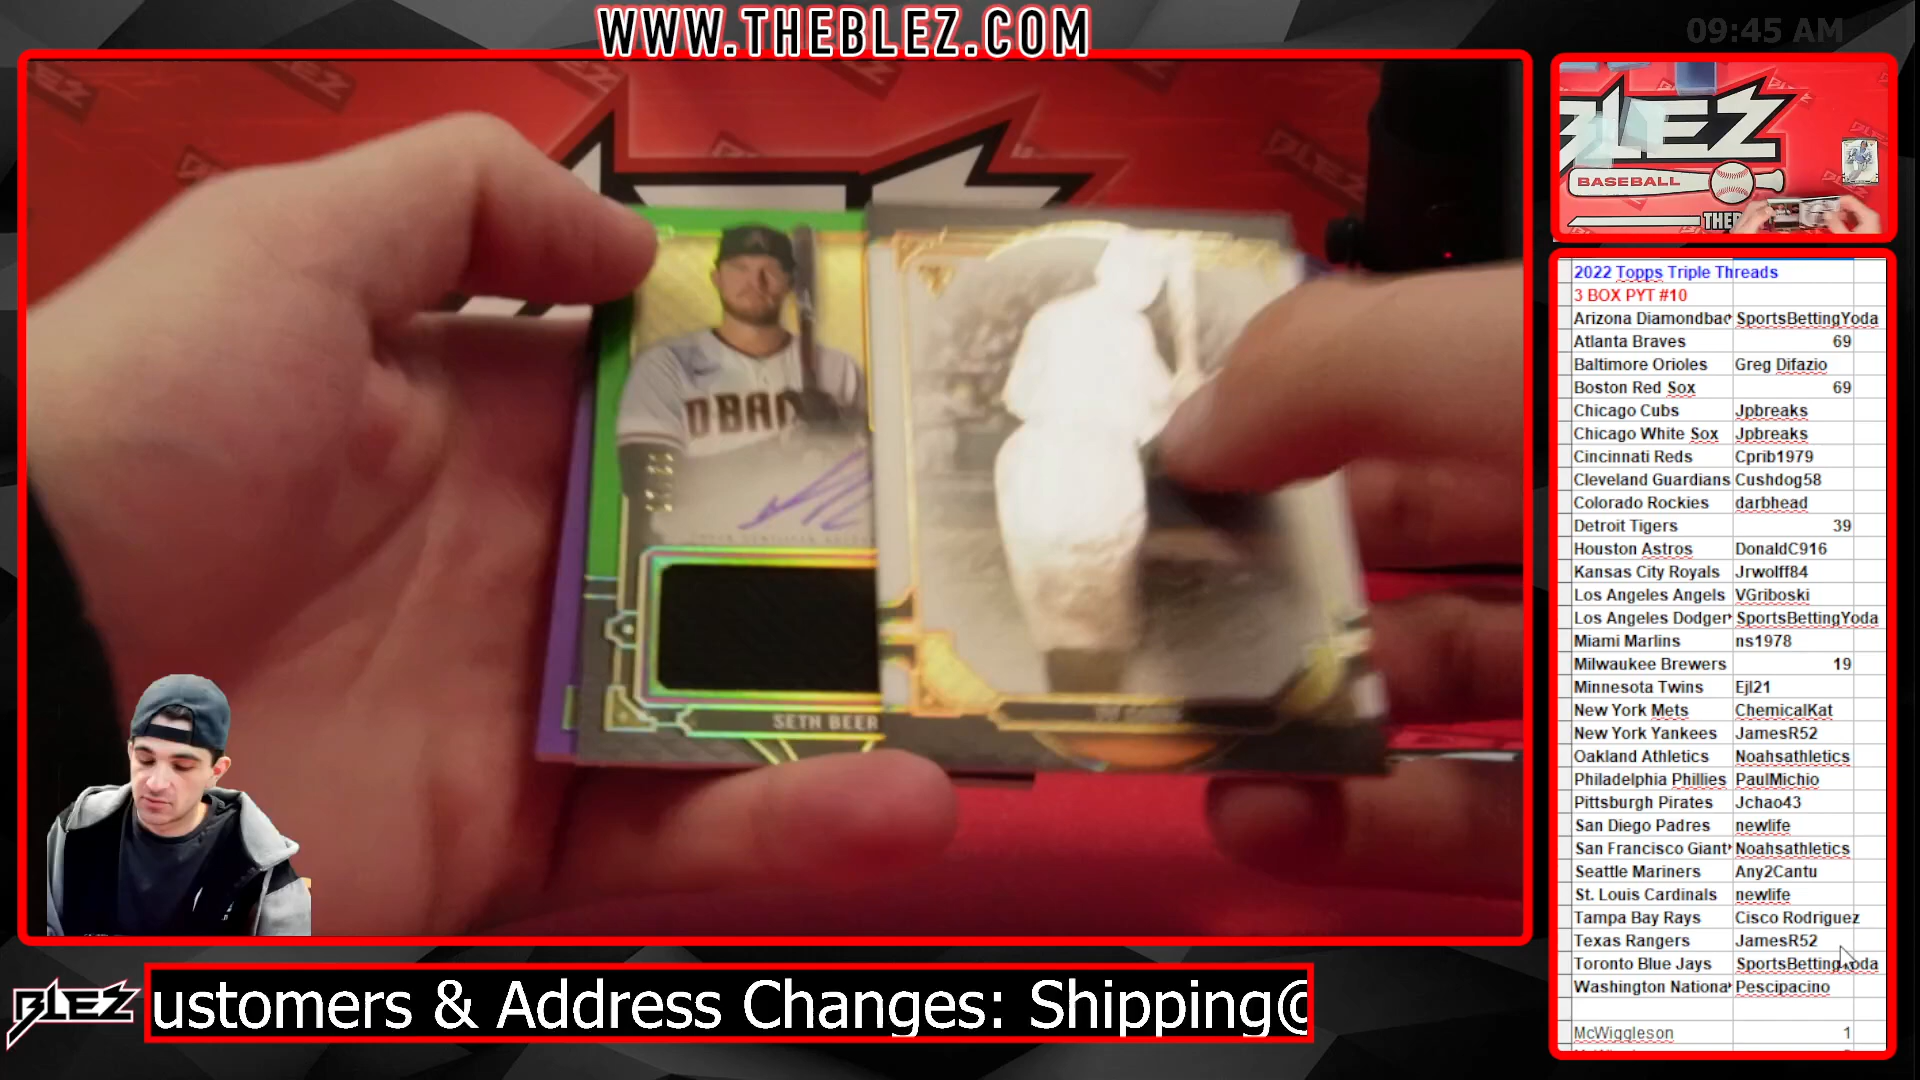 WWW.THEBLEZ.COM
09:45 AM
BLEZ
BASEBALL
DBAC
SETH BEER
2022 Topps Triple Threads
3 BOX PYT #10
Arizona Diamondbac SportsBettingYoda
Atlanta Braves 69
Baltimore Orioles Greg Difazio
Boston Red Sox 69
Chicago Cubs Jpbreaks
Chicago White Sox Jpbreaks
Cincinnati Reds Cprib1979
Cleveland Guardians Cushdog58
Colorado Rockies darbhead
Detroit Tigers 39
Houston Astros DonaldC916
Kansas City Royals Jrwolff84
Los Angeles Angels VGriboski
Los Angeles Dodger SportsBettingYoda
Miami Marlins ns1978
Milwaukee Brewers 19
Minnesota Twins Ejl21
New York Mets ChemicalKat
New York Yankees JamesR52
Oakland Athletics Noahsathletics
Philadelphia Phillies PaulMichio
Pittsburgh Pirates Jchao43
San Diego Padres newlife
San Francisco Giant Noahsathletics
Seattle Mariners Any2Cantu
St. Louis Cardinals newlife
Tampa Bay Rays Cisco Rodriguez
Texas Rangers JamesR52
Toronto Blue Jays SportsBettingYoda
Washington Nationa Pescipacino
McWiggleson 1
BLEZ
ustomers & Address Changes: Shipping@